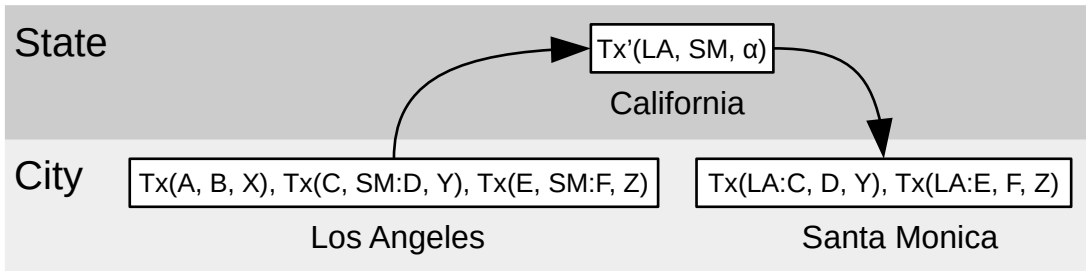 State
Tx’(LA, SM, α)
California
City
Tx(A, B, X), Tx(C, SM:D, Y), Tx(E, SM:F, Z)
Tx(LA:C, D, Y), Tx(LA:E, F, Z)
Los Angeles
Santa Monica